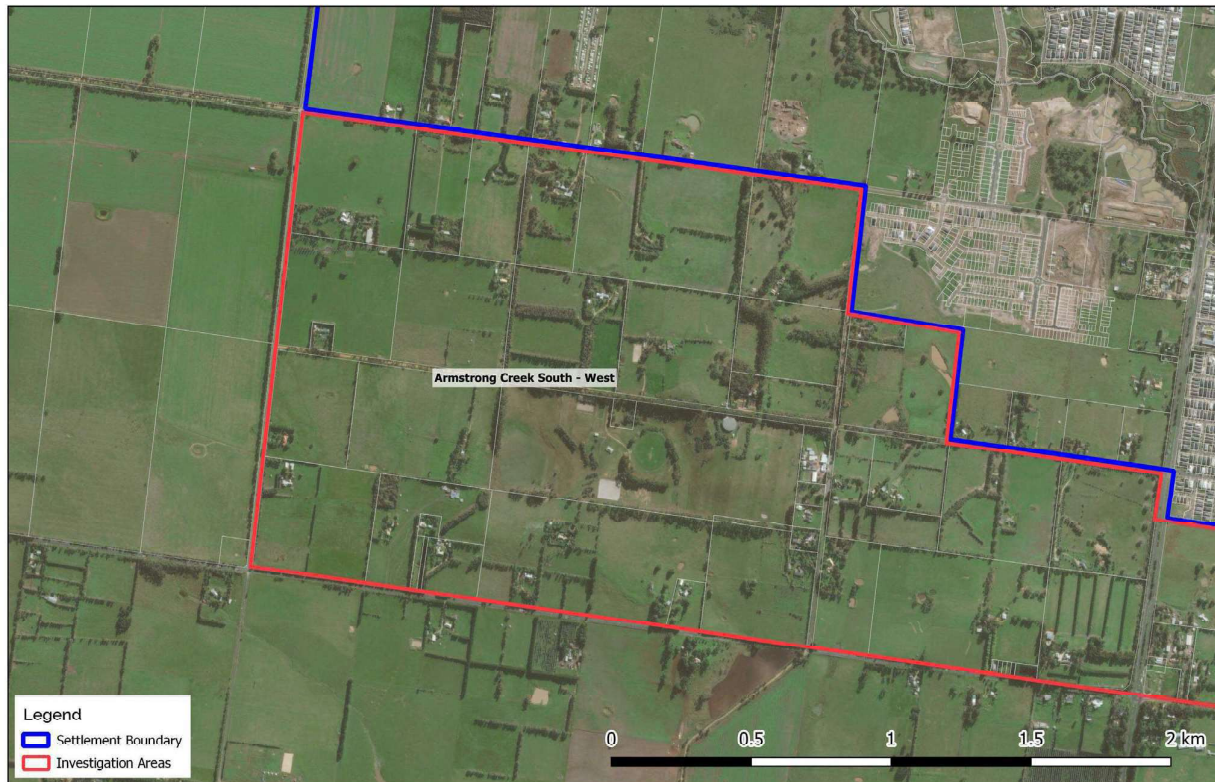 Armstrong Creek South - West
Legend
Settlement Boundary
Investigation Areas
0 0.5 1 1.5 2 km